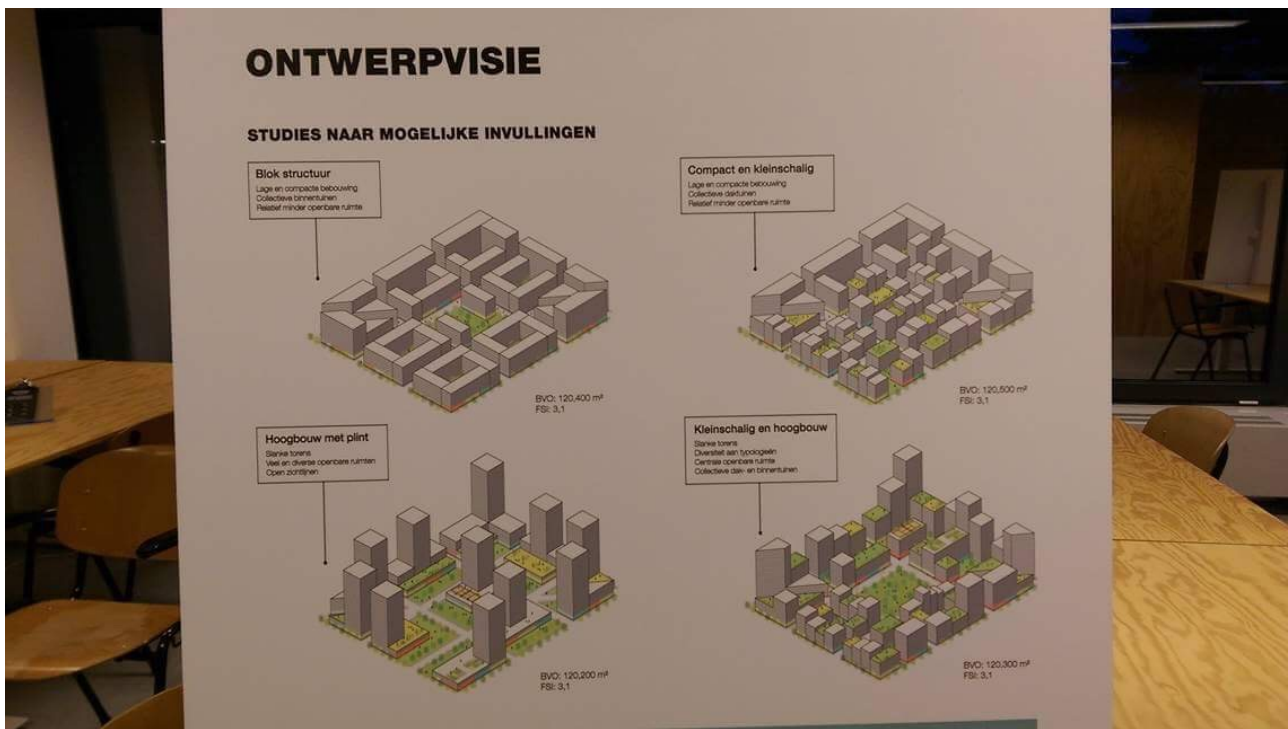 ONTWERPVISIE
STUDIES NAAR MOGELIJKE INVULLINGEN
Blok structuur
Lage en compacte bebouwing
Collectieve binnentuinen
Relatief minder openbare ruimte
BVO: 120,400 m²
FSI: 3,1
Compact en kleinschalig
Lage en compacte bebouwing
Collectieve daktuinen
Relatief minder openbare ruimte
BVO: 120,500 m²
FSI: 3,1
Hoogbouw met plint
Slanke torens
Veel en diverse openbare ruimten
Open zichtlijnen
BVO: 120,200 m²
FSI: 3,1
Kleinschalig en hoogbouw
Slanke torens
Diversiteit aan typologieën
Centrale openbare ruimte
Collectieve dak- en binnentuinen
BVO: 120,300 m²
FSI: 3,1